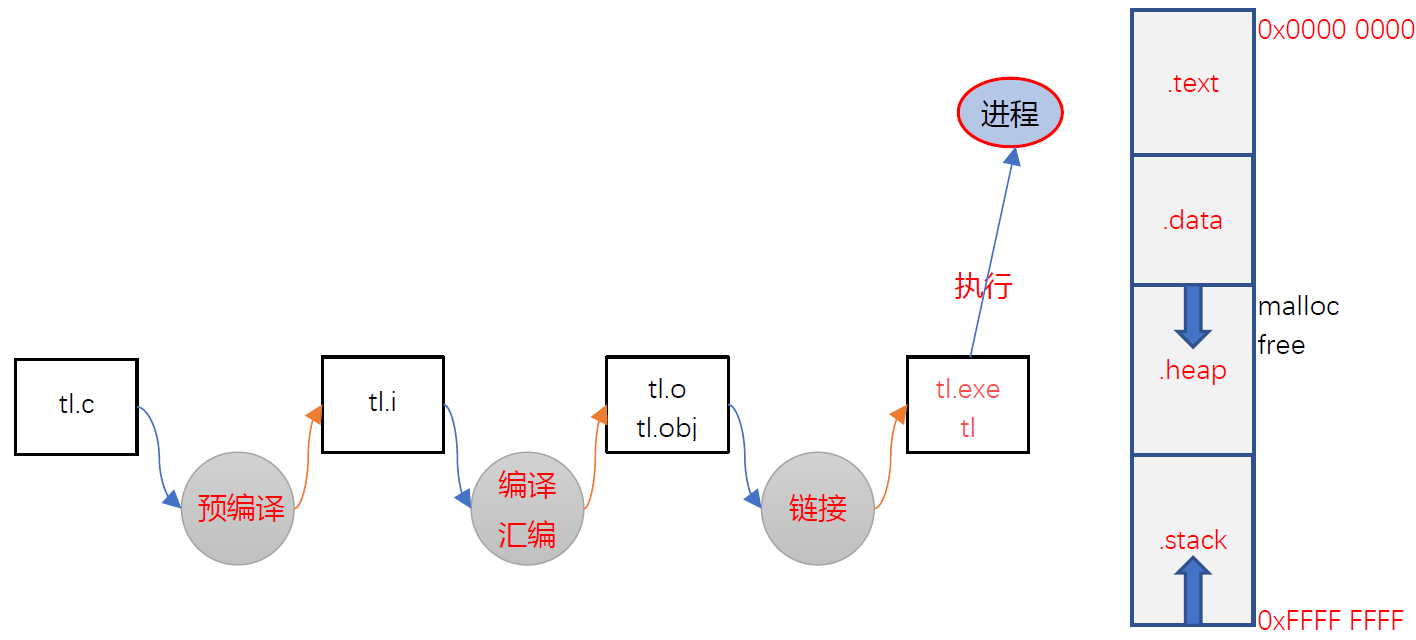 tl.c
预编译
tl.i
编译
汇编
tl.o
tl.obj
链接
tl.exe
tl
执行
进程
0x0000 0000
.text
.data
malloc
free
.heap
.stack
0xFFFF FFFF